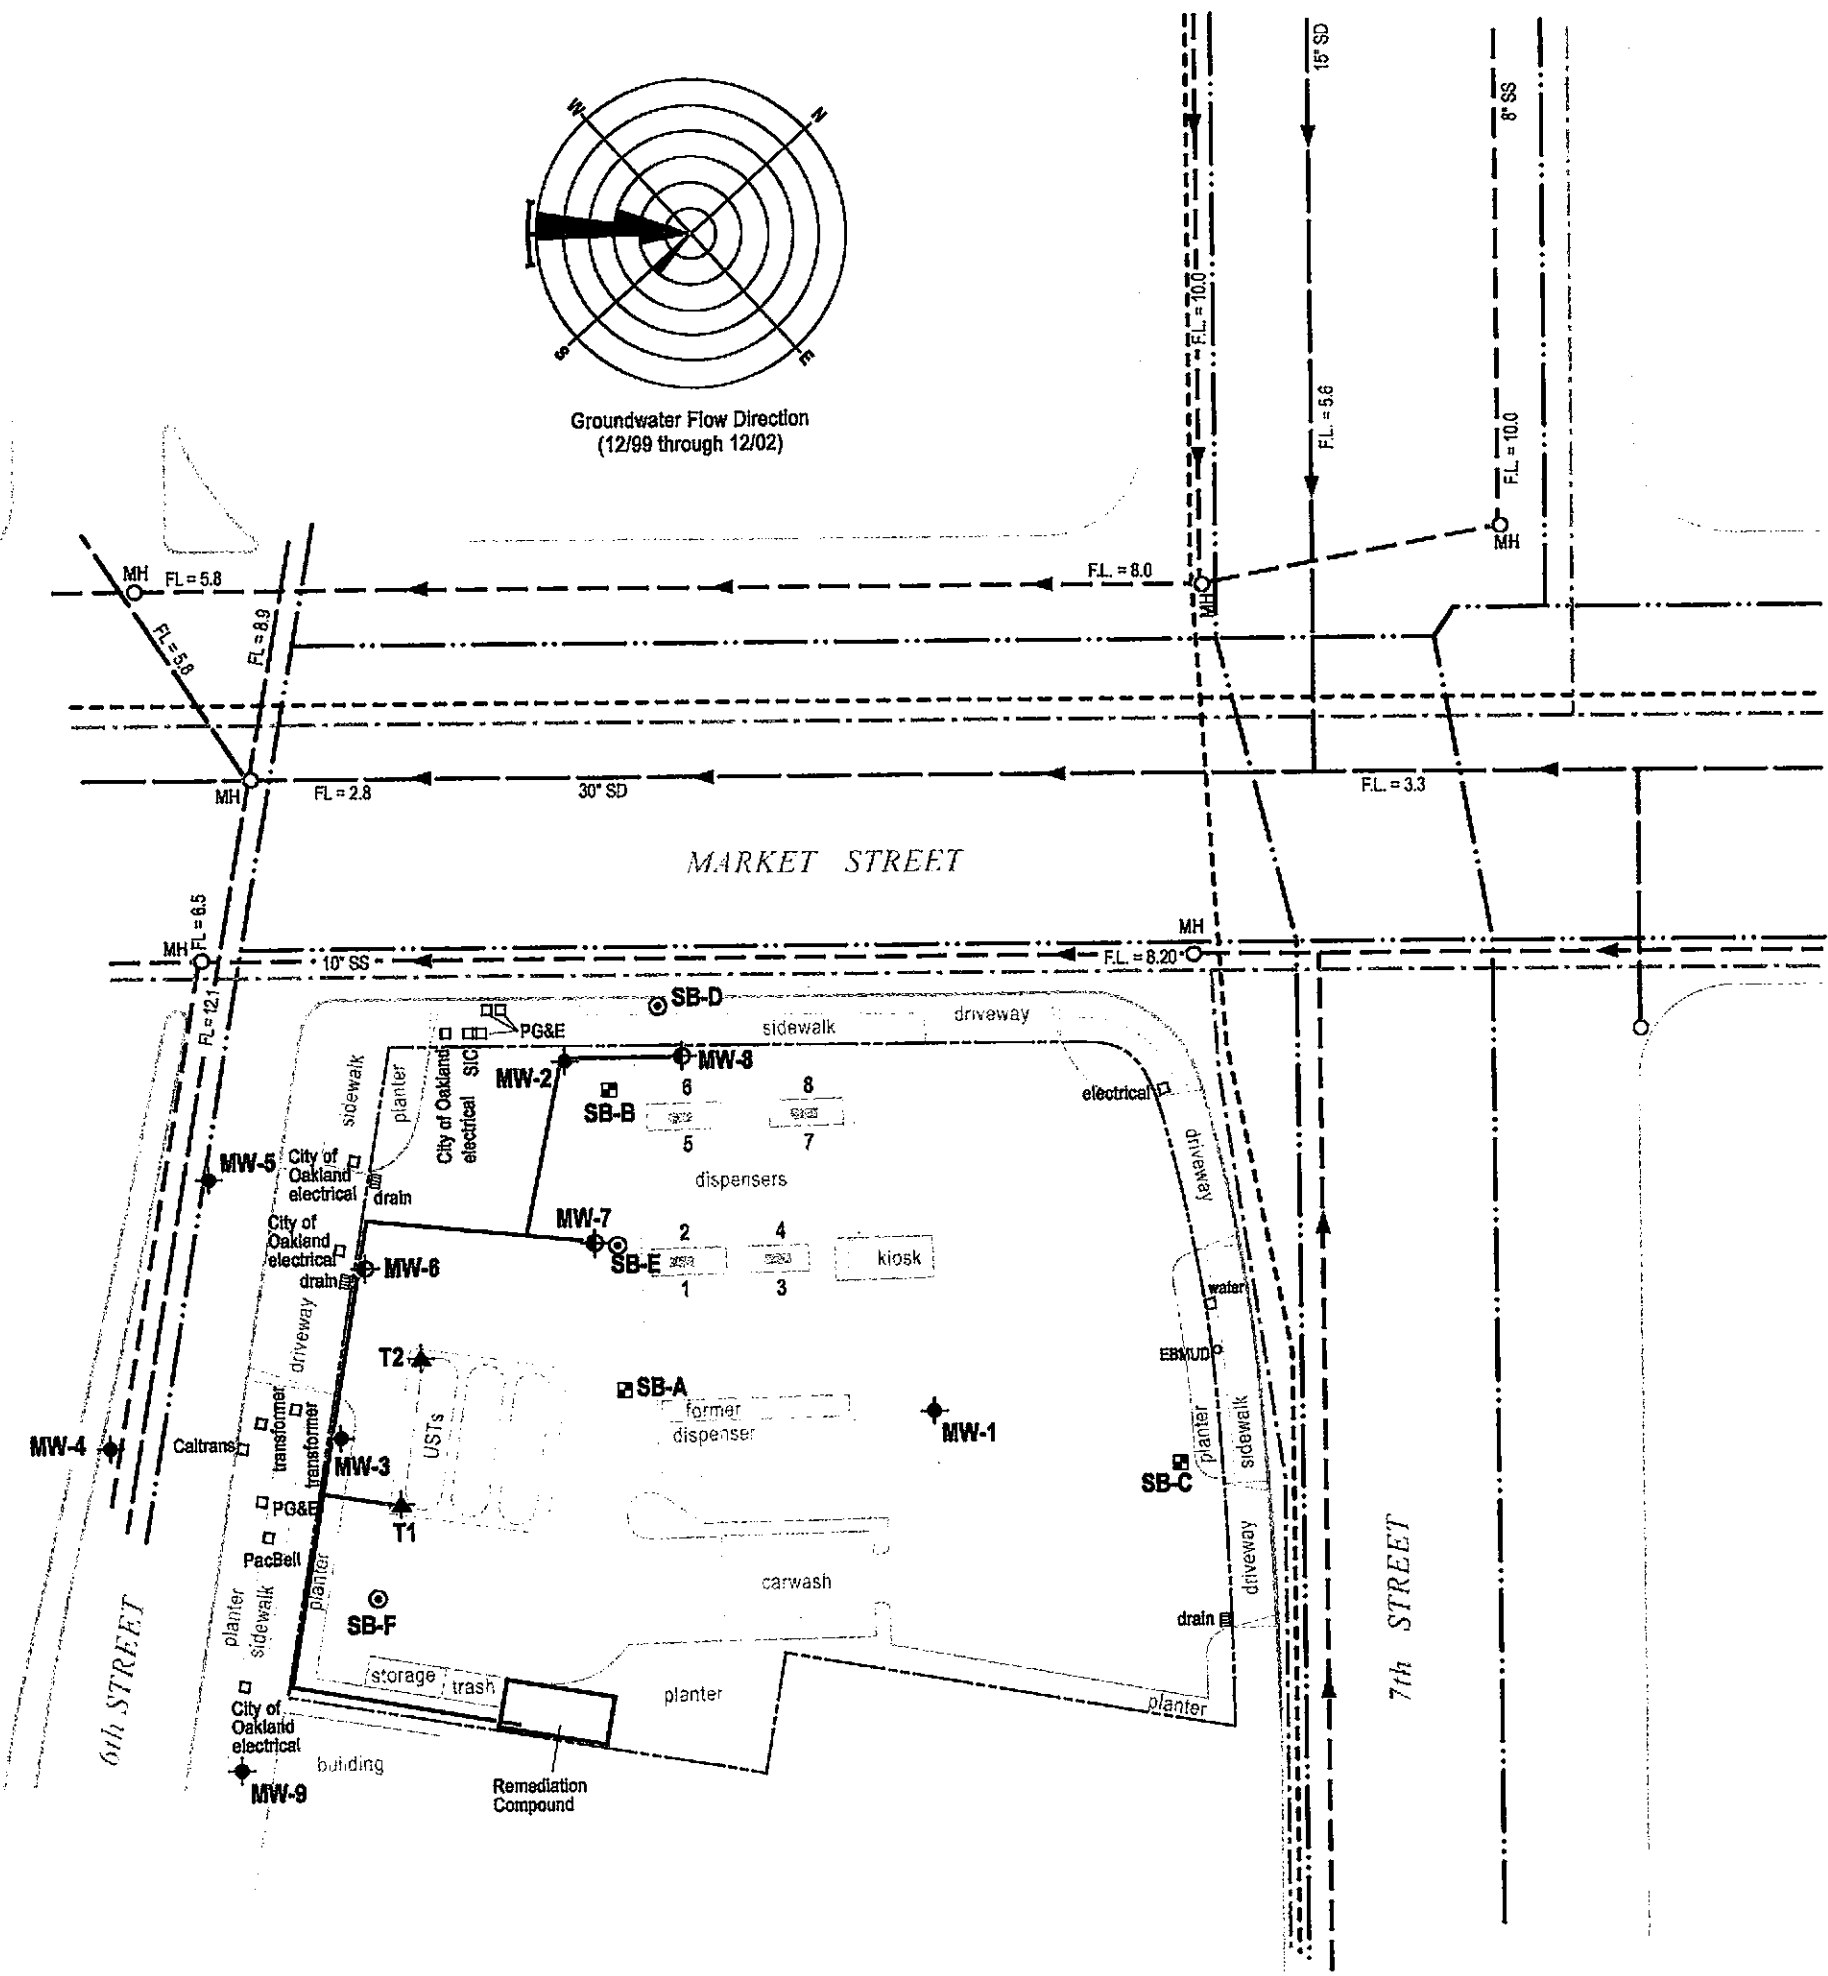 15" SD
8" SS
W
N
S
E
Groundwater Flow Direction
(12/99 through 12/02)
F.L. = 10.0
F.L. = 5.6
F.L. = 10.0
MH
MH
FL = 5.8
F.L. = 8.0
MH
FL = 8.9
FL = 5.8
MH
FL = 2.8
30" SD
F.L. = 3.3
MARKET STREET
FL = 6.5
MH
MH
10" SS
F.L. = 8.20
FL = 12.1
SB-D
PG&E
sidewalk
driveway
City of Oakland
electrical
SIC
MW-2
MW-8
sidewalk
planter
SB-B
6
8
5
7
electrical
driveway
MW-5
City of
Oakland
electrical
drain
dispensers
City of
Oakland
electrical
drain
MW-7
SB-E
2
4
kiosk
1
3
MW-6
water
driveway
EBMUD
T2
SB-A
former
dispenser
MW-1
USTs
transformer
transformer
planter
sidewalk
MW-4
Caltrans
MW-3
SB-C
PG&E
T1
PacBell
planter
carwash
driveway
7th STREET
SB-F
planter
sidewalk
drain
6th STREET
storage
trash
planter
planter
City of
Oakland
electrical
building
MW-9
Remediation
Compound